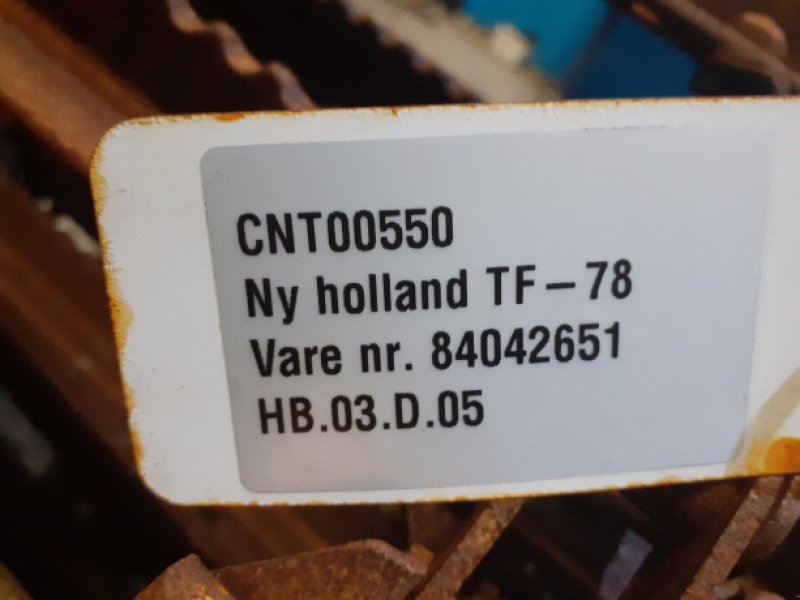 CNT00550
Ny holland TF-78
Vare nr. 84042651
HB.03.D.05